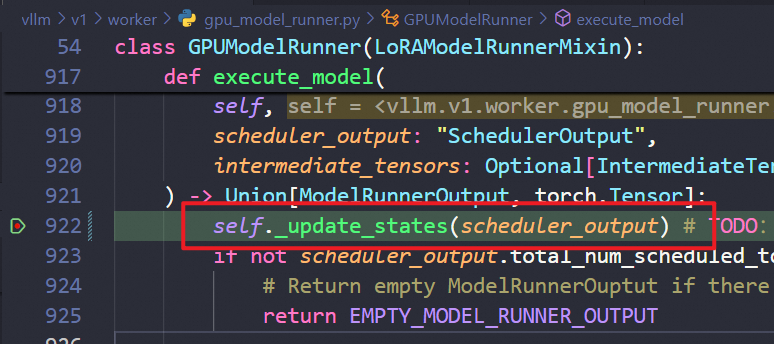 vllm > v1 > worker > gpu_model_runner.py > GPUModelRunner > execute_model
54 class GPUModelRunner(LoRAModelRunnerMixin):
917 def execute_model(
918 self, self = <vllm.v1.worker.gpu_model_runner
919 scheduler_output: "SchedulerOutput",
920 intermediate_tensors: Optional[IntermediateTen
921 ) -> Union[ModelRunnerOutput, torch.Tensor]:
922 self._update_states(scheduler_output) # TODO:
923 if not scheduler_output.total_num_scheduled_to
924 # Return empty ModelRunnerOuptut if there
925 return EMPTY_MODEL_RUNNER_OUTPUT
926